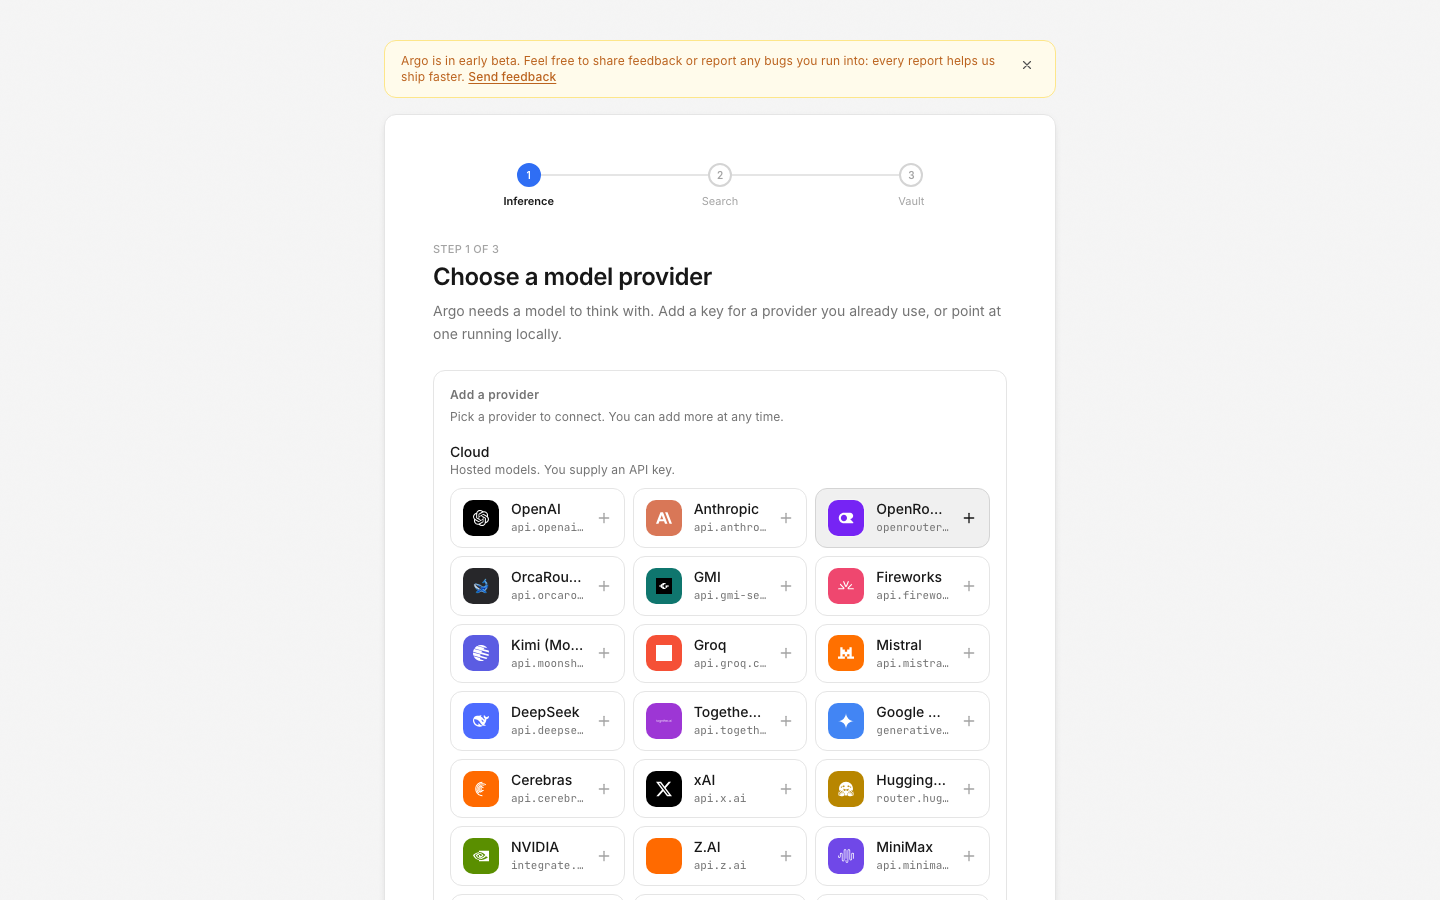 Argo is in early beta. Feel free to share feedback or report any bugs you run into: every report helps us
ship faster. Send feedback
1
2
3
Inference
Search
Vault
STEP 1 OF 3
Choose a model provider
Argo needs a model to think with. Add a key for a provider you already use, or point at
one running locally.
Add a provider
Pick a provider to connect. You can add more at any time.
Cloud
Hosted models. You supply an API key.
OpenAI
api.openai…
Anthropic
api.anthro…
OpenRo…
openrouter…
OrcaRou…
api.orcaro…
GMI
api.gmi-se…
Fireworks
api.firewo…
Kimi (Mo…
api.moonsh…
Groq
api.groq.c…
Mistral
api.mistra…
DeepSeek
api.deepse…
Togethe…
api.togeth…
Google …
generative…
Cerebras
api.cerebr…
xAI
api.x.ai
Hugging…
router.hug…
NVIDIA
integrate.…
Z.AI
api.z.ai
MiniMax
api.minima…